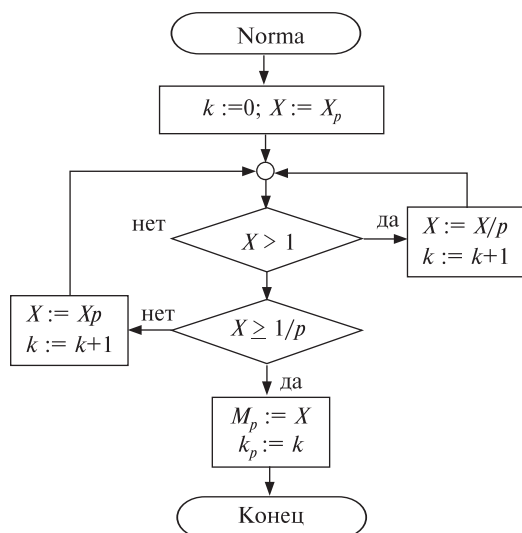 Norma
k :=0; X := Xₚ
нет
да
X > 1
X := X/p
k := k+1
X := Xp
k := k+1
нет
X ≥ 1/p
да
Mₚ := X
kₚ := k
Конец